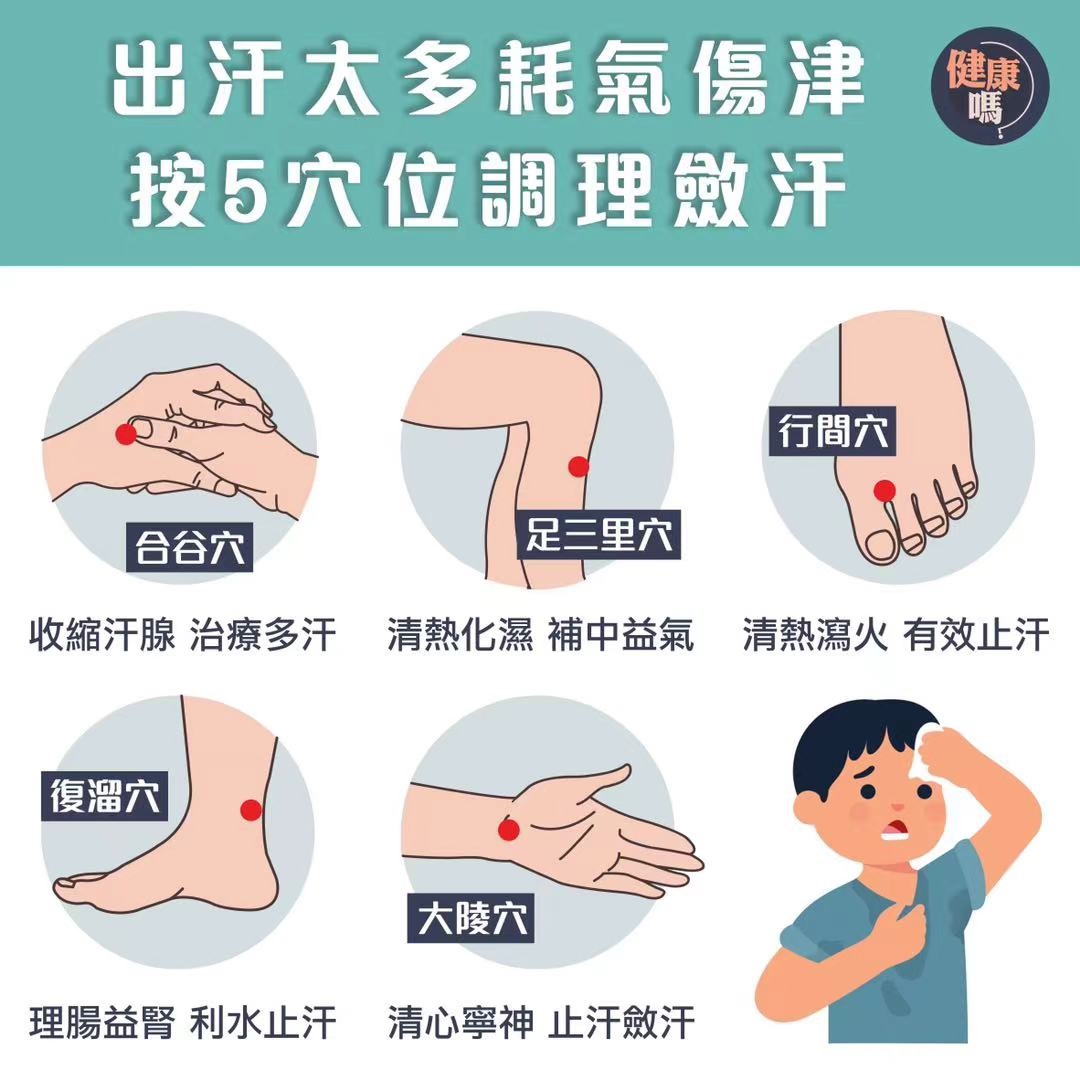 出汗太多耗氣傷津
健康
嗎
按5穴位調理斂汗
合谷穴
收縮汗腺 治療多汗
足三里穴
清熱化濕 補中益氣
行間穴
清熱瀉火 有效止汗
復溜穴
理腸益腎 利水止汗
大陵穴
清心寧神 止汗斂汗